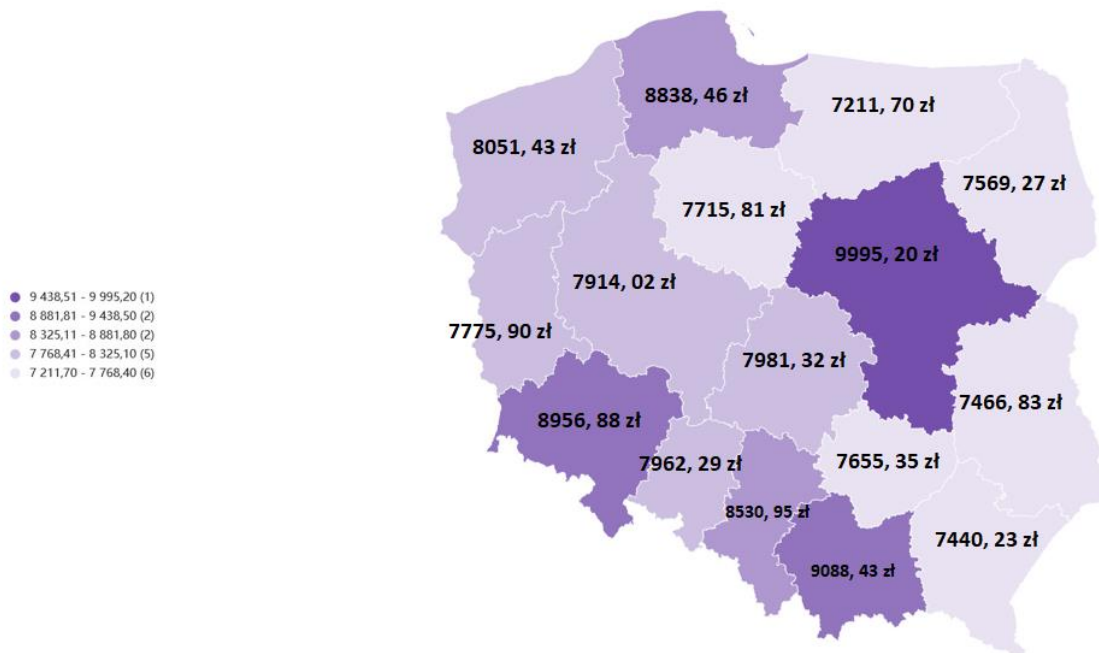 8838, 46 zł
7211, 70 zł
8051, 43 zł
7569, 27 zł
7715, 81 zł
9995, 20 zł
7914, 02 zł
9 438,51 - 9 995,20 (1)
8 881,81 - 9 438,50 (2)
8 325,11 - 8 881,80 (2)
7 768,41 - 8 325,10 (5)
7 211,70 - 7 768,40 (6)
7775, 90 zł
7981, 32 zł
7466, 83 zł
8956, 88 zł
7962, 29 zł
7655, 35 zł
8530, 95 zł
7440, 23 zł
9088, 43 zł